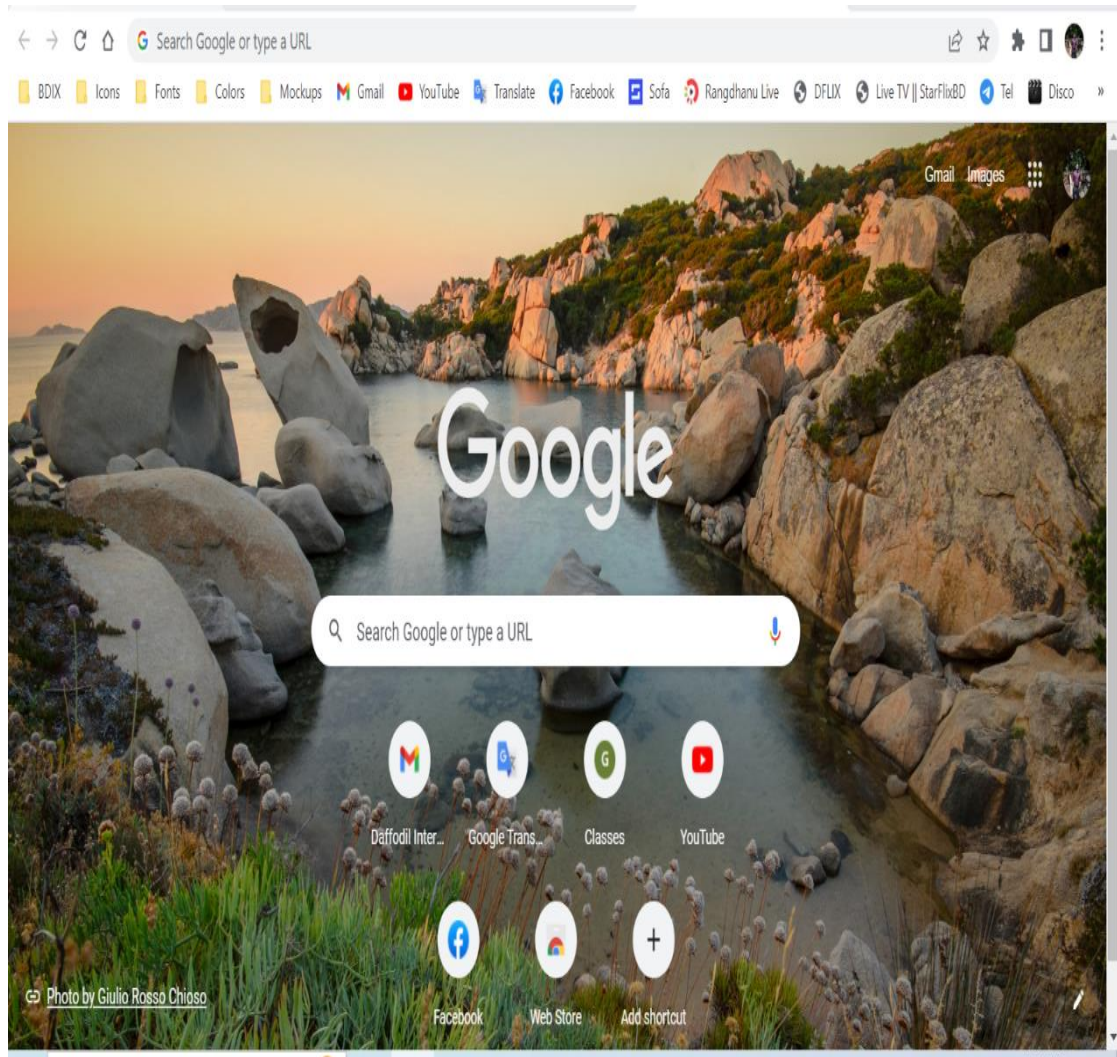 Search Google or type a URL
BDIX Icons Fonts Colors Mockups Gmail YouTube Translate Facebook Sofa Rangdhanu Live DFLIX Live TV || StarFlixBD Tel Disco »
Gmail Images
Google
Search Google or type a URL
Daffodil Inter... Google Trans... Classes YouTube
Facebook Web Store Add shortcut
Photo by Giulio Rosso Chioso